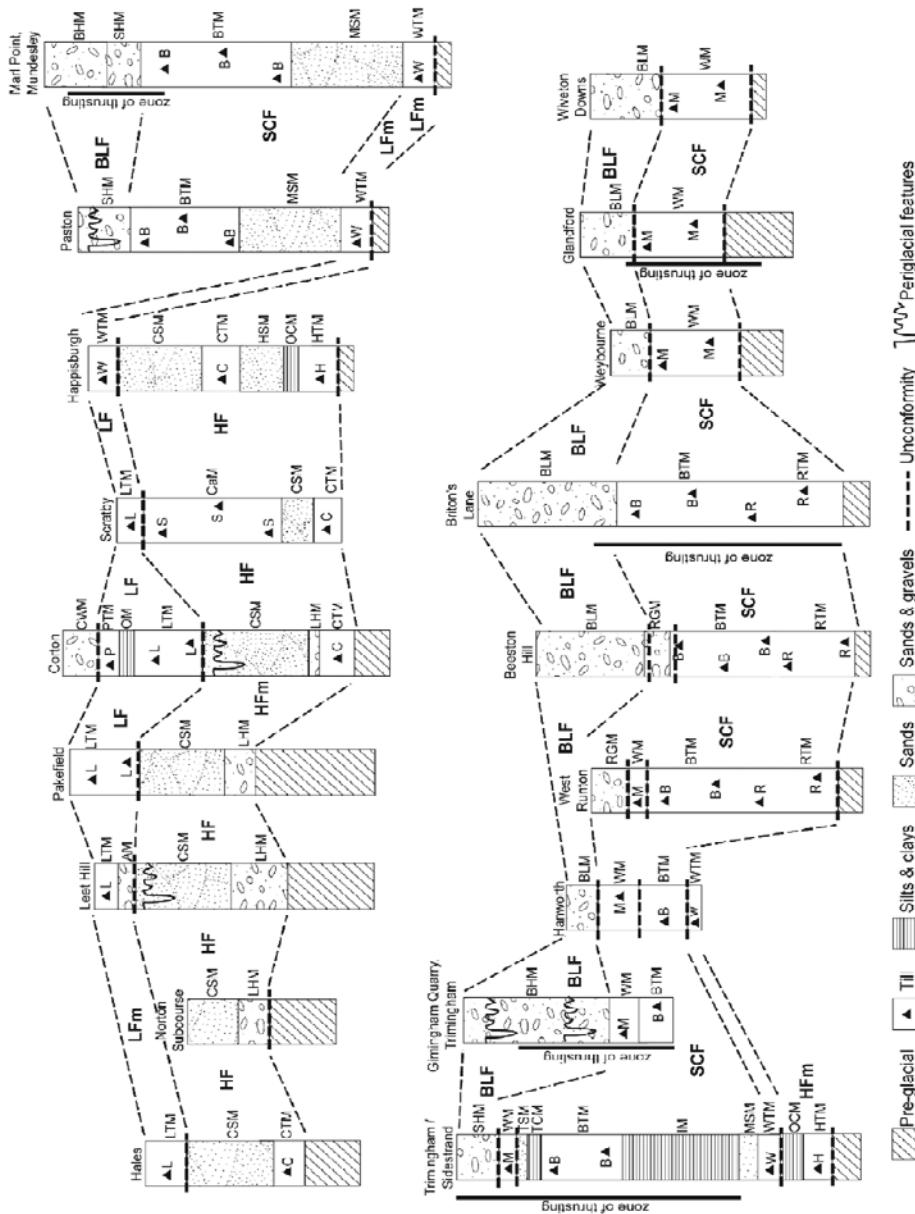 Hales
LTM
L
CSM
CTM
C
HF
LFm
Norton
Subcourse
CSM
LHM
HF
Leet Hill
LTM
L
AM
CSM
LHM
HF
LF
Pakefield
LTM
L
L
CSM
LHM
HFm
LF
Corton
CWM
PTM
P
OM
LTM
L
L
CSM
LHM
CTM
C
HF
LF
Scratby
LTM
L
CaM
S
S
S
CSM
CTM
C
HF
LF
Happisburgh
WTM
W
CSM
CTM
C
HSM
OCM
HTM
H
Paston
SHM
BTM
B
B
B
MSM
WTM
W
BLF
SCF
LFm
LFm
Marl Point,
Mundesley
BHM
SHM
BTM
B
B
B
MSM
WTM
W
zone of thrusting
Trimingham /
Sidestrand
SHM
WM
M
TSM
TCM
BTM
B
B
IM
MSM
WTM
W
OCM
HTM
H
zone of thrusting
BLF
SCF
HFm
Gimingham Quarry,
Trimingham
BHM
BLF
WM
M
BTM
B
zone of thrusting
Hanworth
BLM
WM
M
BTM
B
WTM
W
West
Runton
RGM
WM
M
BTM
B
B
R
RTM
R
BLF
SCF
Beeston
Hill
BLM
RGM
B
BTM
B
B
R
RTM
R
BLF
SCF
Briton's
Lane
BLM
BTM
B
B
R
RTM
R
zone of thrusting
BLF
SCF
Weybourne
BLM
WM
M
M
Glandford
BLM
WM
M
M
zone of thrusting
BLF
SCF
Wiveton
Downs
BLM
WM
M
M
Pre-glacial
Till
Silts & clays
Sands
Sands & gravels
Unconformity
Periglacial features